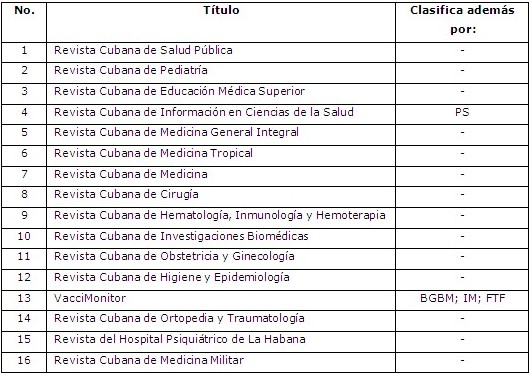 No. Título Clasifica además por:
1 Revista Cubana de Salud Pública -
2 Revista Cubana de Pediatría -
3 Revista Cubana de Educación Médica Superior -
4 Revista Cubana de Información en Ciencias de la Salud PS
5 Revista Cubana de Medicina General Integral -
6 Revista Cubana de Medicina Tropical -
7 Revista Cubana de Medicina -
8 Revista Cubana de Cirugía -
9 Revista Cubana de Hematología, Inmunología y Hemoterapia -
10 Revista Cubana de Investigaciones Biomédicas -
11 Revista Cubana de Obstetricia y Ginecología -
12 Revista Cubana de Higiene y Epidemiología -
13 VacciMonitor BGBM; IM; FTF
14 Revista Cubana de Ortopedia y Traumatología -
15 Revista del Hospital Psiquiátrico de La Habana -
16 Revista Cubana de Medicina Militar -